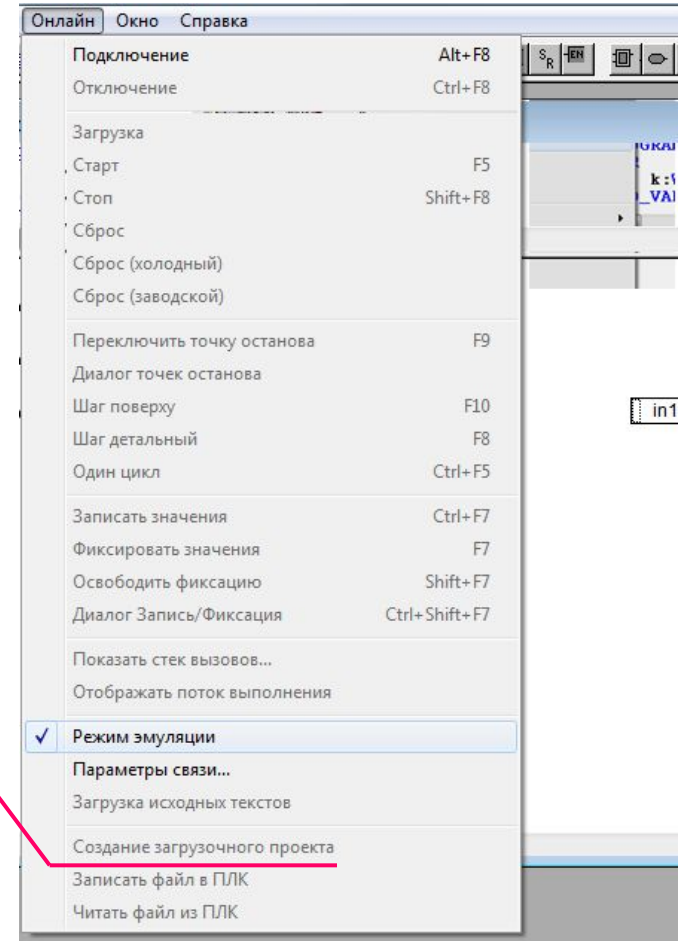 Онлайн Окно Справка
Подключение Alt+F8
Отключение Ctrl+F8
Загрузка
Старт F5
Стоп Shift+F8
Сброс
Сброс (холодный)
Сброс (заводской)
Переключить точку останова F9
Диалог точек останова
Шаг поверху F10
Шаг детальный F8
Один цикл Ctrl+F5
Записать значения Ctrl+F7
Фиксировать значения F7
Освободить фиксацию Shift+F7
Диалог Запись/Фиксация Ctrl+Shift+F7
Показать стек вызовов...
Отображать поток выполнения
Режим эмуляции
Параметры связи...
Загрузка исходных текстов
Создание загрузочного проекта
Записать файл в ПЛК
Читать файл из ПЛК
S R EN
k:
_VAI
in1